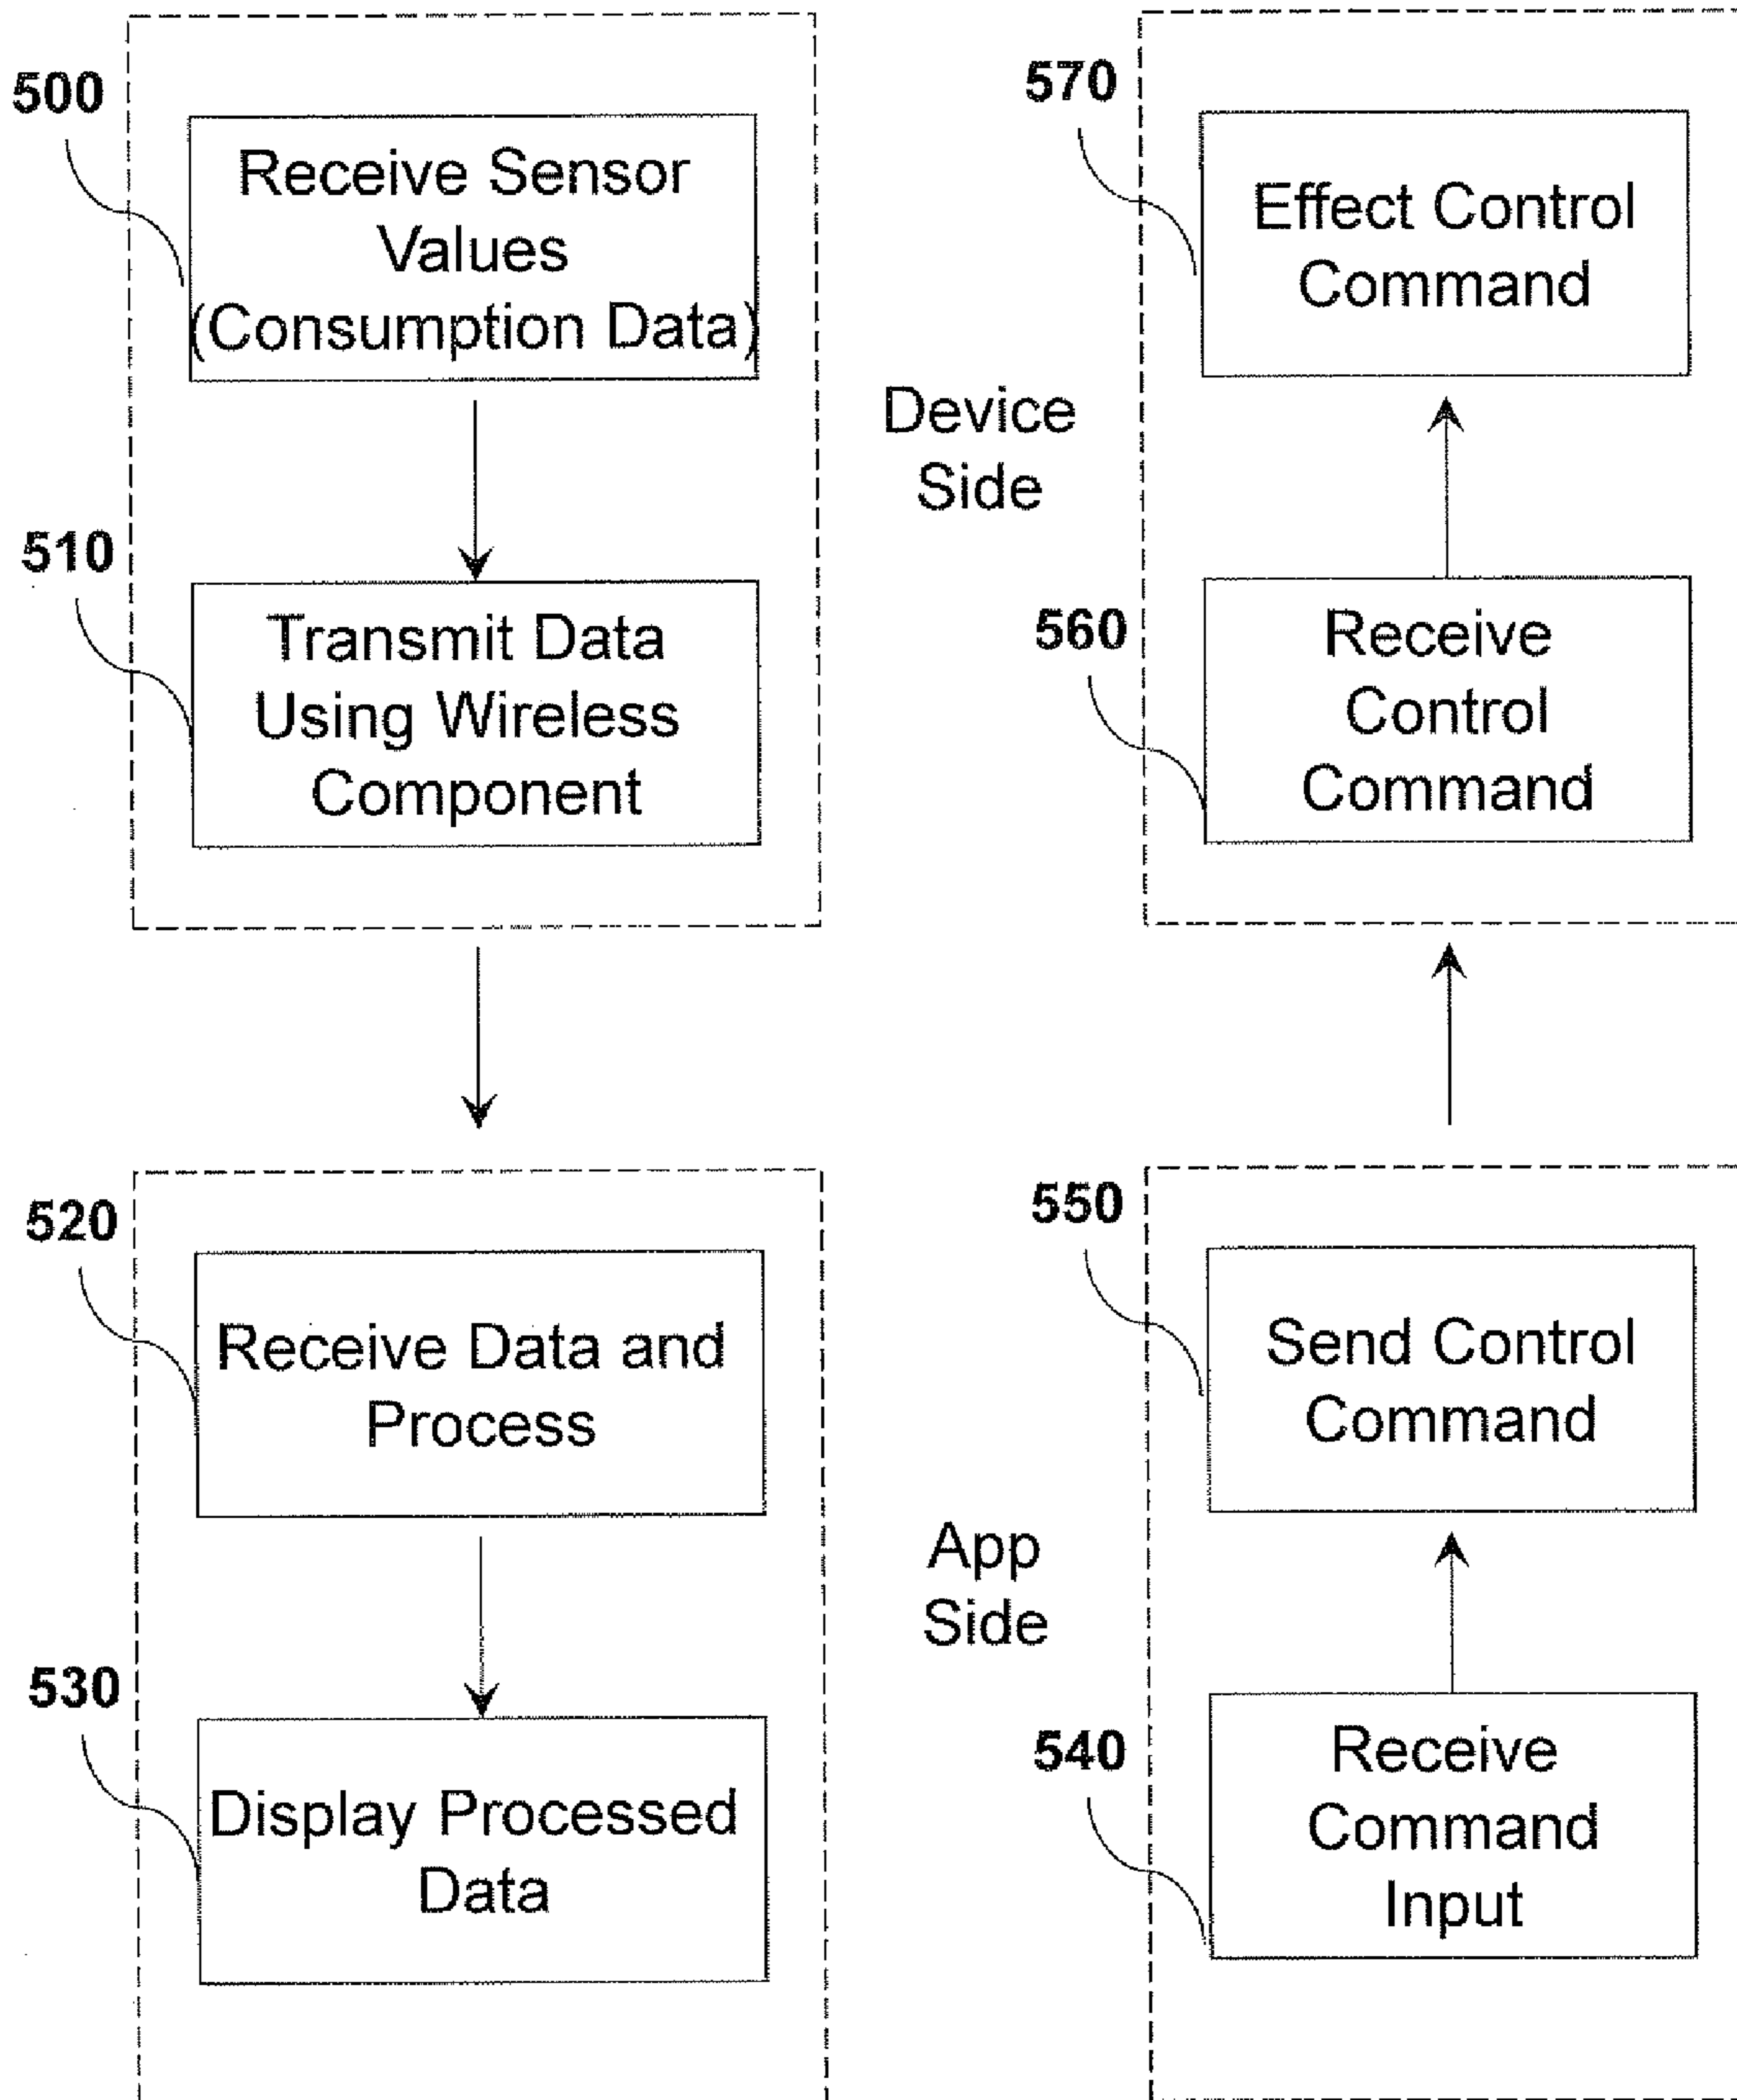 500
Receive Sensor
Values
(Consumption Data)
510
Transmit Data
Using Wireless
Component
Device
Side
570
Effect Control
Command
560
Receive
Control
Command
520
Receive Data and
Process
530
Display Processed
Data
App
Side
550
Send Control
Command
540
Receive
Command
Input